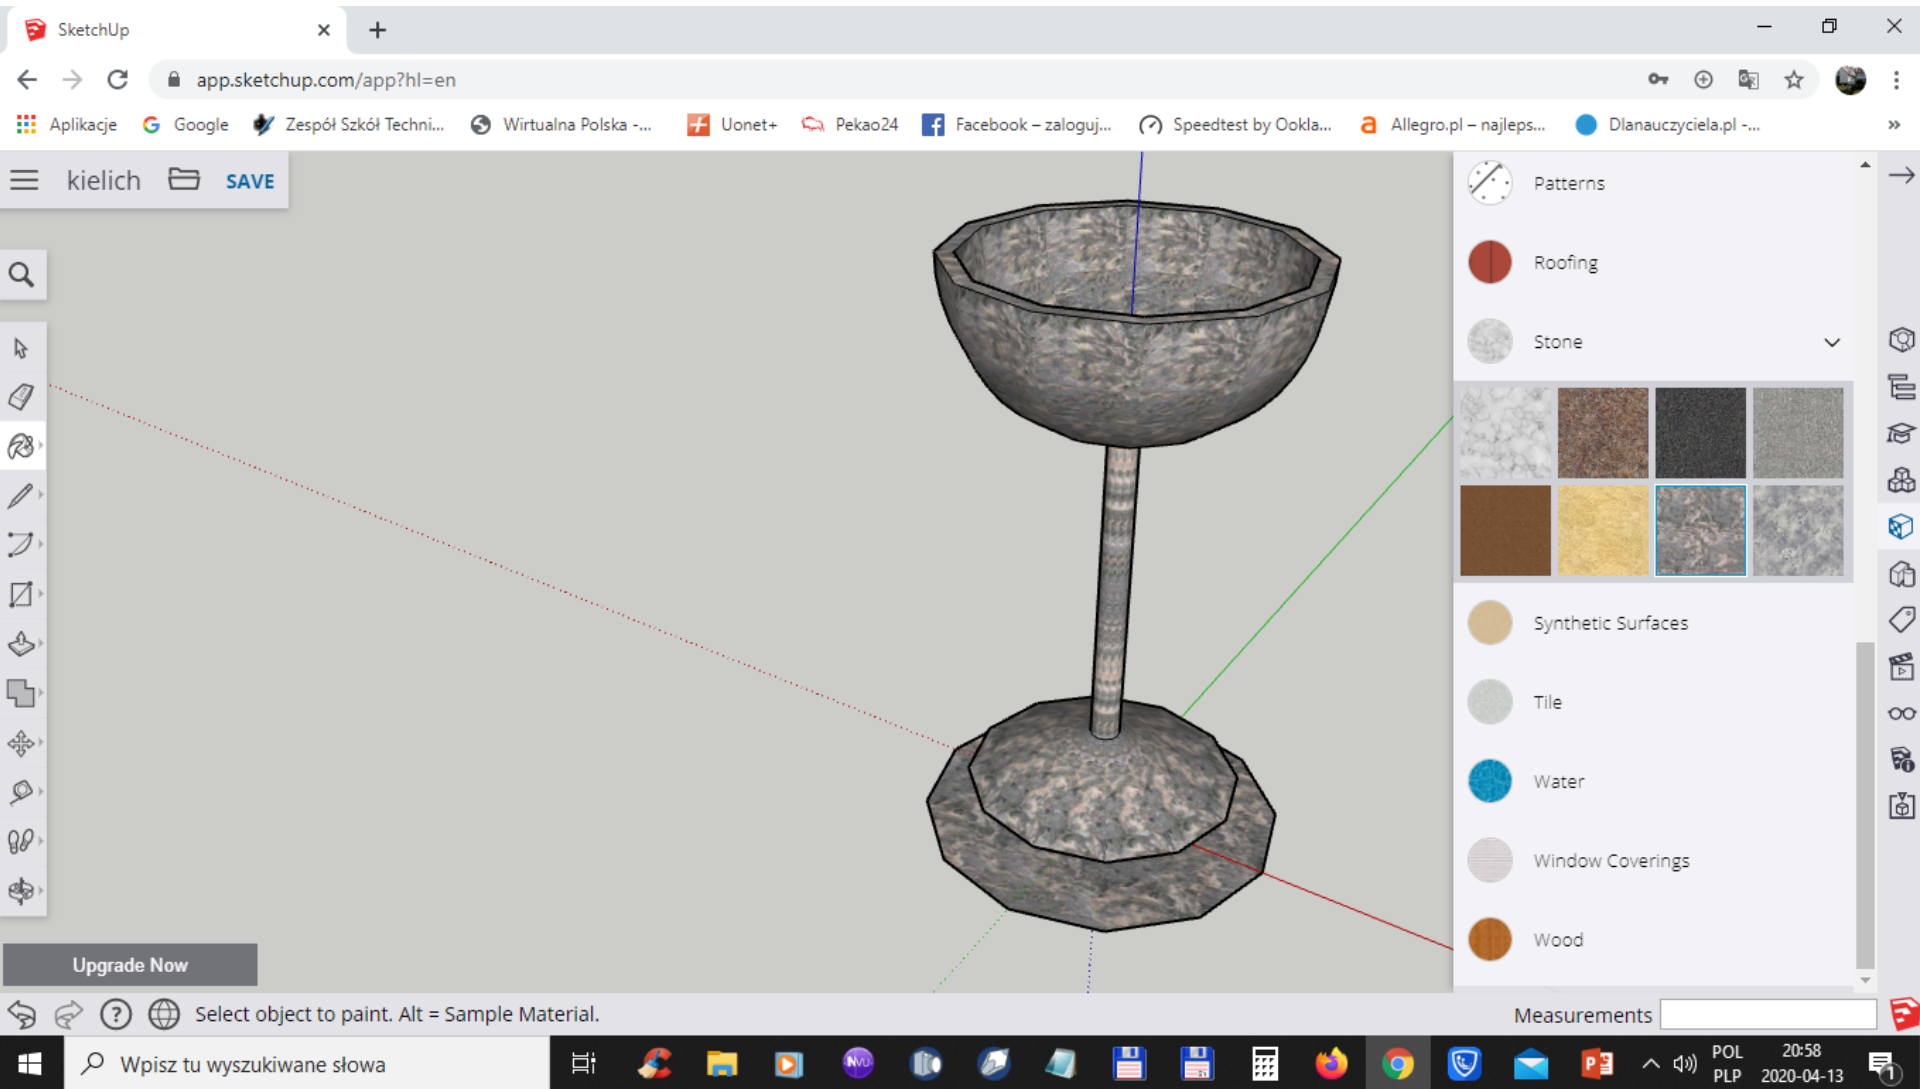 SketchUp
app.sketchup.com/app?hl=en
Aplikacje
Google
Zespół Szkół Techni...
Wirtualna Polska -...
Uonet+
Pekao24
Facebook – zaloguj...
Speedtest by Ookla...
Allegro.pl – najleps...
Dlanauczyciela.pl -...
»
kielich
SAVE
Patterns
Roofing
Stone
Synthetic Surfaces
Tile
Water
Window Coverings
Wood
Upgrade Now
Select object to paint. Alt = Sample Material.
Measurements
Wpisz tu wyszukiwane słowa
NVU
POL
PLP
20:58
2020-04-13
1